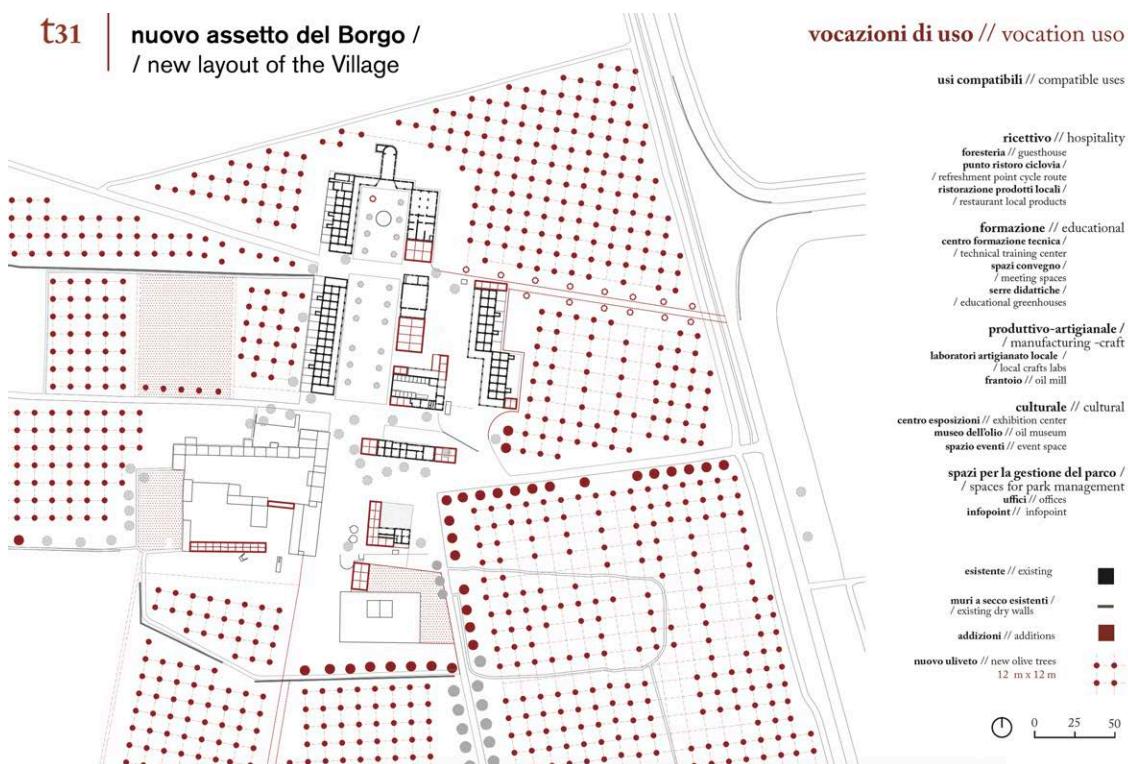 t31
nuovo assetto del Borgo /
/ new layout of the Village
vocazioni di uso // vocation uso
usi compatibili // compatible uses
ricettivo // hospitality
foresteria // guesthouse
punto ristoro ciclovia /
/ refreshment point cycle route
ristorazione prodotti locali /
/ restaurant local products
formazione // educational
centro formazione tecnica /
/ technical training center
spazi convegno /
/ meeting spaces
serre didattiche /
/ educational greenhouses
produttivo-artigianale /
/ manufacturing -craft
laboratori artigianato locale /
/ local crafts labs
frantoio // oil mill
culturale // cultural
centro esposizioni // exhibition center
museo dell'olio // oil museum
spazio eventi // event space
spazi per la gestione del parco /
/ spaces for park management
uffici // offices
infopoint // infopoint
esistente // existing
muri a secco esistenti /
/ existing dry walls
addizioni // additions
nuovo uliveto // new olive trees
12 m x 12 m
0 25 50